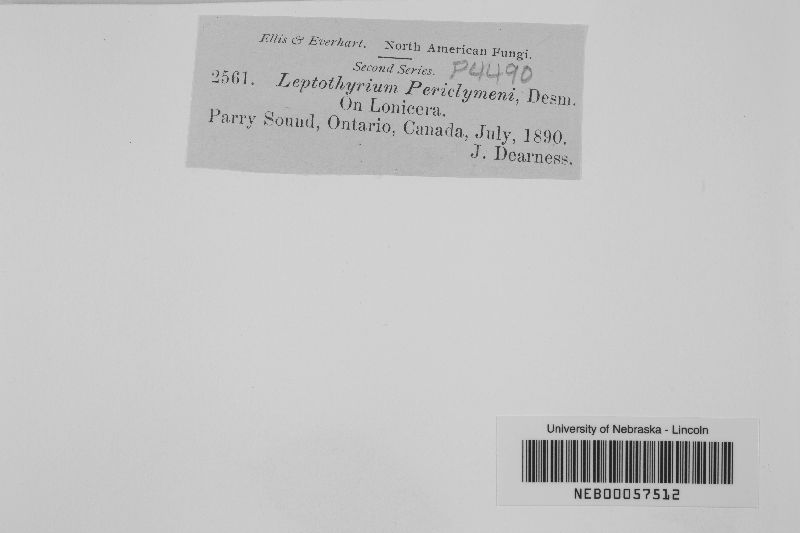 Ellis & Everhart. North American Fungi.
Second Series. P4490
2561. Leptothyrium Periclymeni, Desm.
On Lonicera.
Parry Sound, Ontario, Canada, July, 1890.
J. Dearness.
University of Nebraska - Lincoln
NEB00057512